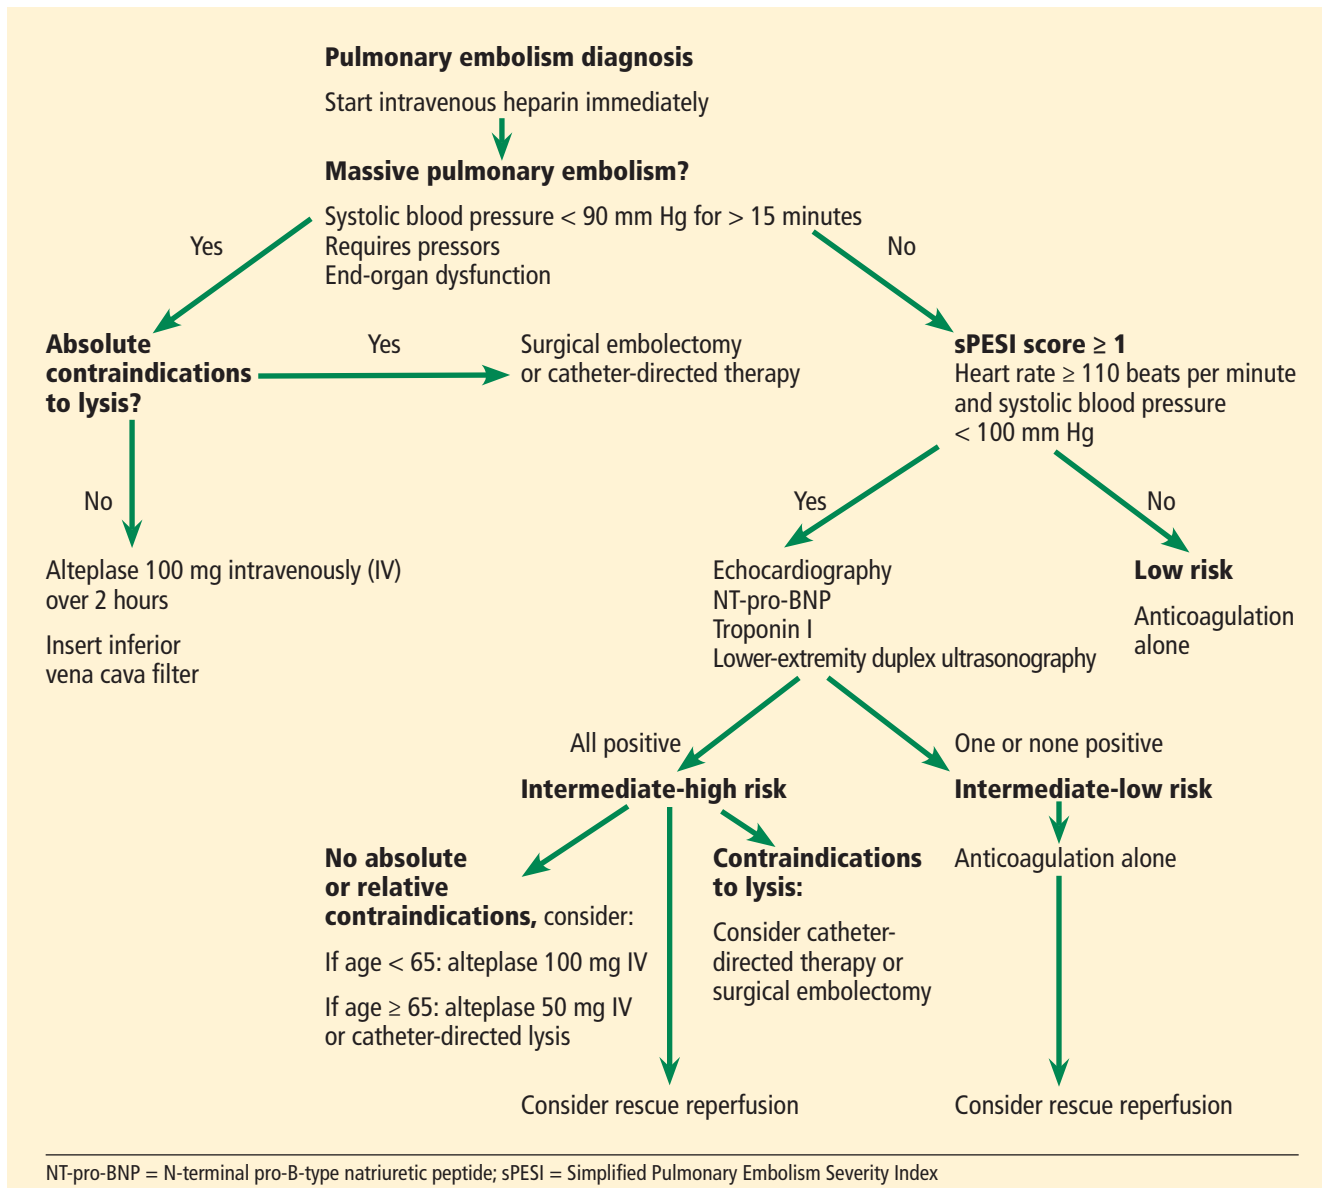 Pulmonary embolism diagnosis
Start intravenous heparin immediately
Massive pulmonary embolism?
Systolic blood pressure < 90 mm Hg for > 15 minutes
Requires pressors
End-organ dysfunction
Yes
No
Absolute
contraindications
to lysis?
Yes
Surgical embolectomy
or catheter-directed therapy
sPESI score ≥ 1
Heart rate ≥ 110 beats per minute
and systolic blood pressure
< 100 mm Hg
No
Alteplase 100 mg intravenously (IV)
over 2 hours
Insert inferior
vena cava filter
Yes
No
Echocardiography
NT-pro-BNP
Troponin I
Lower-extremity duplex ultrasonography
Low risk
Anticoagulation
alone
All positive
Intermediate-high risk
One or none positive
Intermediate-low risk
No absolute
or relative
contraindications, consider:
If age < 65: alteplase 100 mg IV
If age ≥ 65: alteplase 50 mg IV
or catheter-directed lysis
Contraindications
to lysis:
Consider catheter-
directed therapy or
surgical embolectomy
Anticoagulation alone
Consider rescue reperfusion
Consider rescue reperfusion
NT-pro-BNP = N-terminal pro-B-type natriuretic peptide; sPESI = Simplified Pulmonary Embolism Severity Index